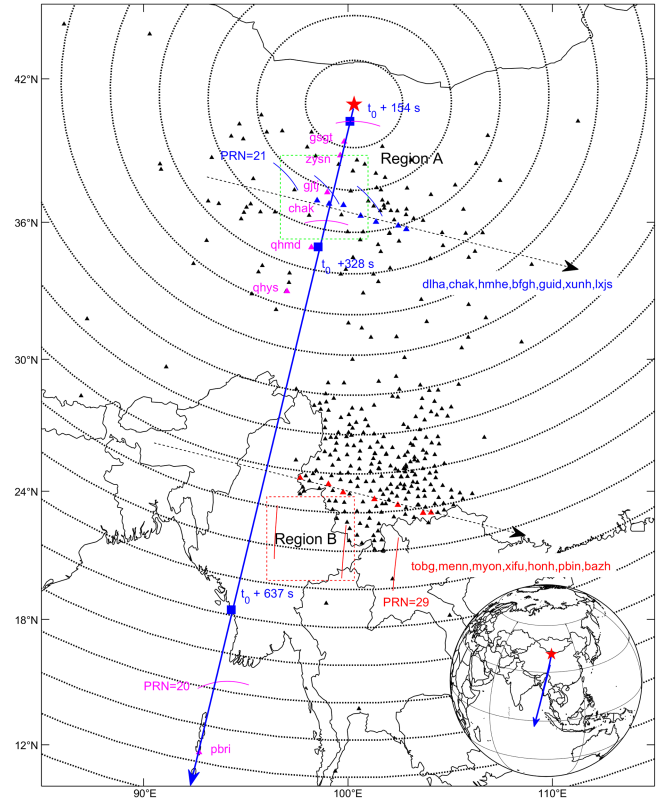 42°N
t0 + 154 s
gsgt
Region A
PRN=21
zysn
gjtj
chak
36°N
qhmd
t0 +328 s
dlha,chak,hmhe,bfgh,guid,xunh,lxjs
qhys
30°N
24°N
Region B
tobg,menn,myon,xifu,honh,pbin,bazh
t0 + 637 s
PRN=29
18°N
PRN=20
pbri
12°N
90°E
100°E
110°E